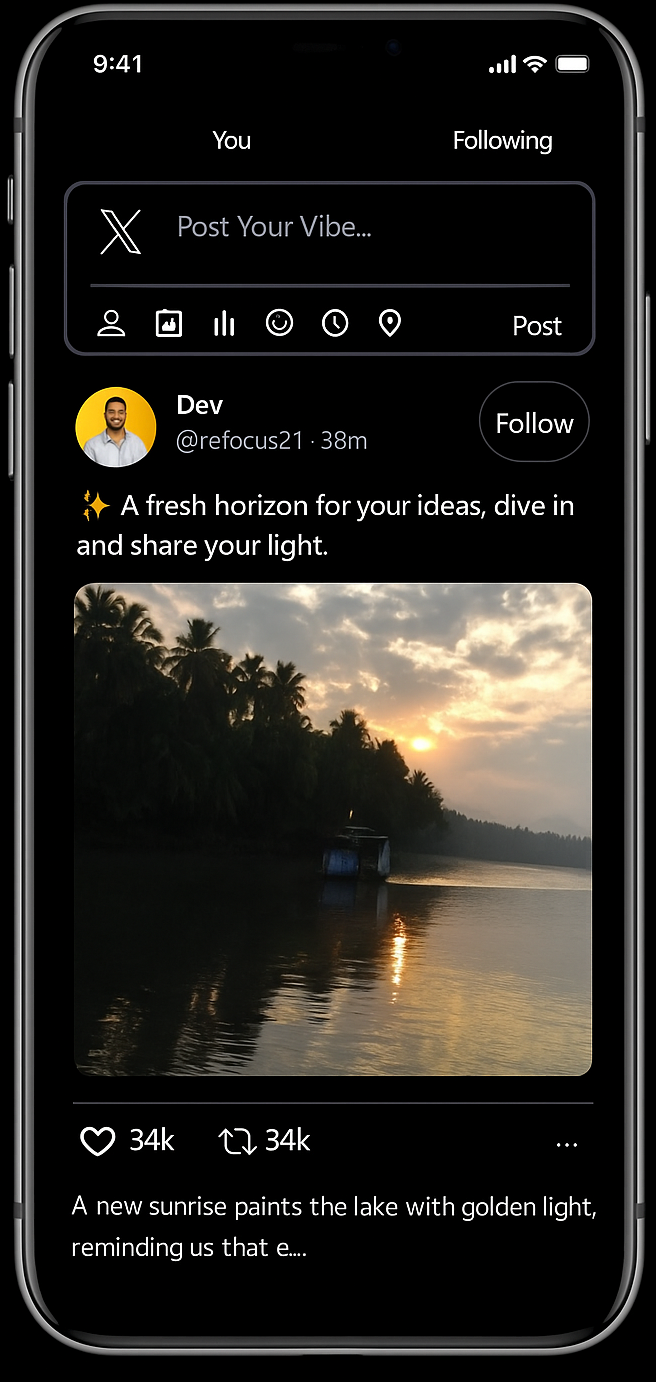 9:41
You Following
Post Your Vibe...
Post
Dev
@refocus21 · 38m
Follow
✨ A fresh horizon for your ideas, dive in
and share your light.
34k 34k
...
A new sunrise paints the lake with golden light,
reminding us that e....